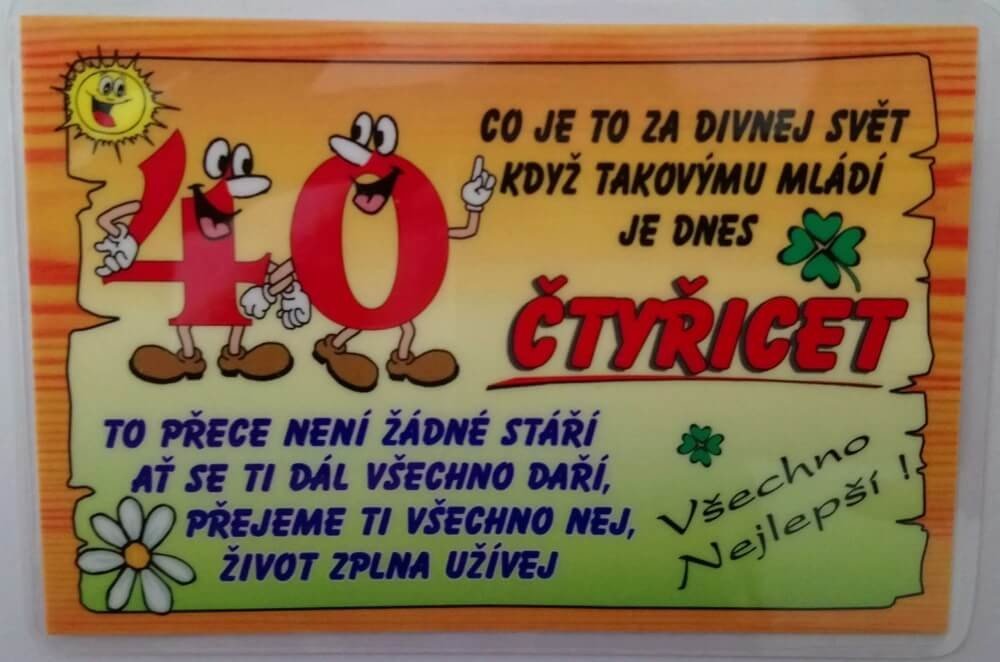 40
CO JE TO ZA DIVNEJ SVĚT
KDYŽ TAKOVÝMU MLÁDÍ
JE DNES
ČTYŘICET
TO PŘECE NENÍ ŽÁDNÉ STÁŘÍ
AŤ SE TI DÁL VŠECHNO DAŘÍ,
PŘEJEME TI VŠECHNO NEJ,
ŽIVOT ZPLNA UŽÍVEJ
Všechno
Nejlepší !